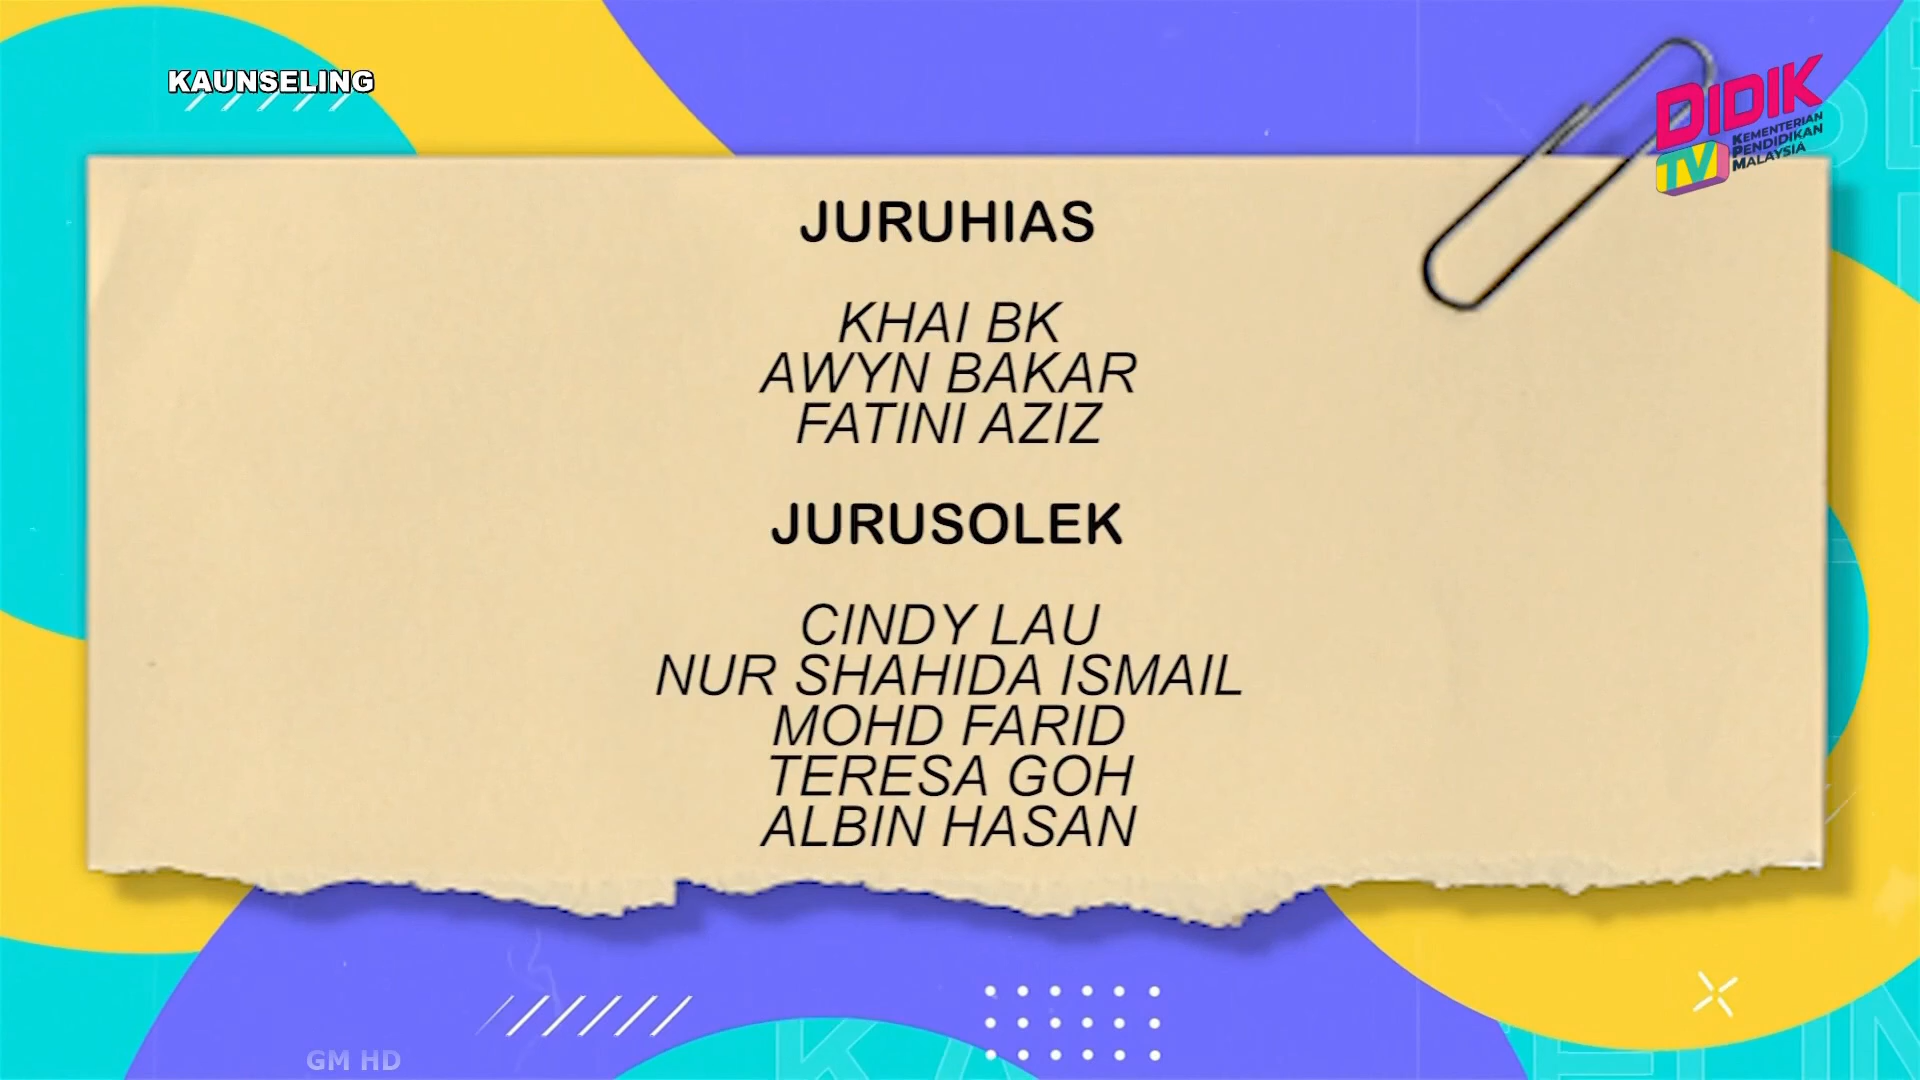 KAUNSELING
DIDIK
TV
KEMENTERIAN
PENDIDIKAN
MALAYSIA
JURUHIAS
KHAI BK
AWYN BAKAR
FATINI AZIZ
JURUSOLEK
CINDY LAU
NUR SHAHIDA ISMAIL
MOHD FARID
TERESA GOH
ALBIN HASAN
GM HD